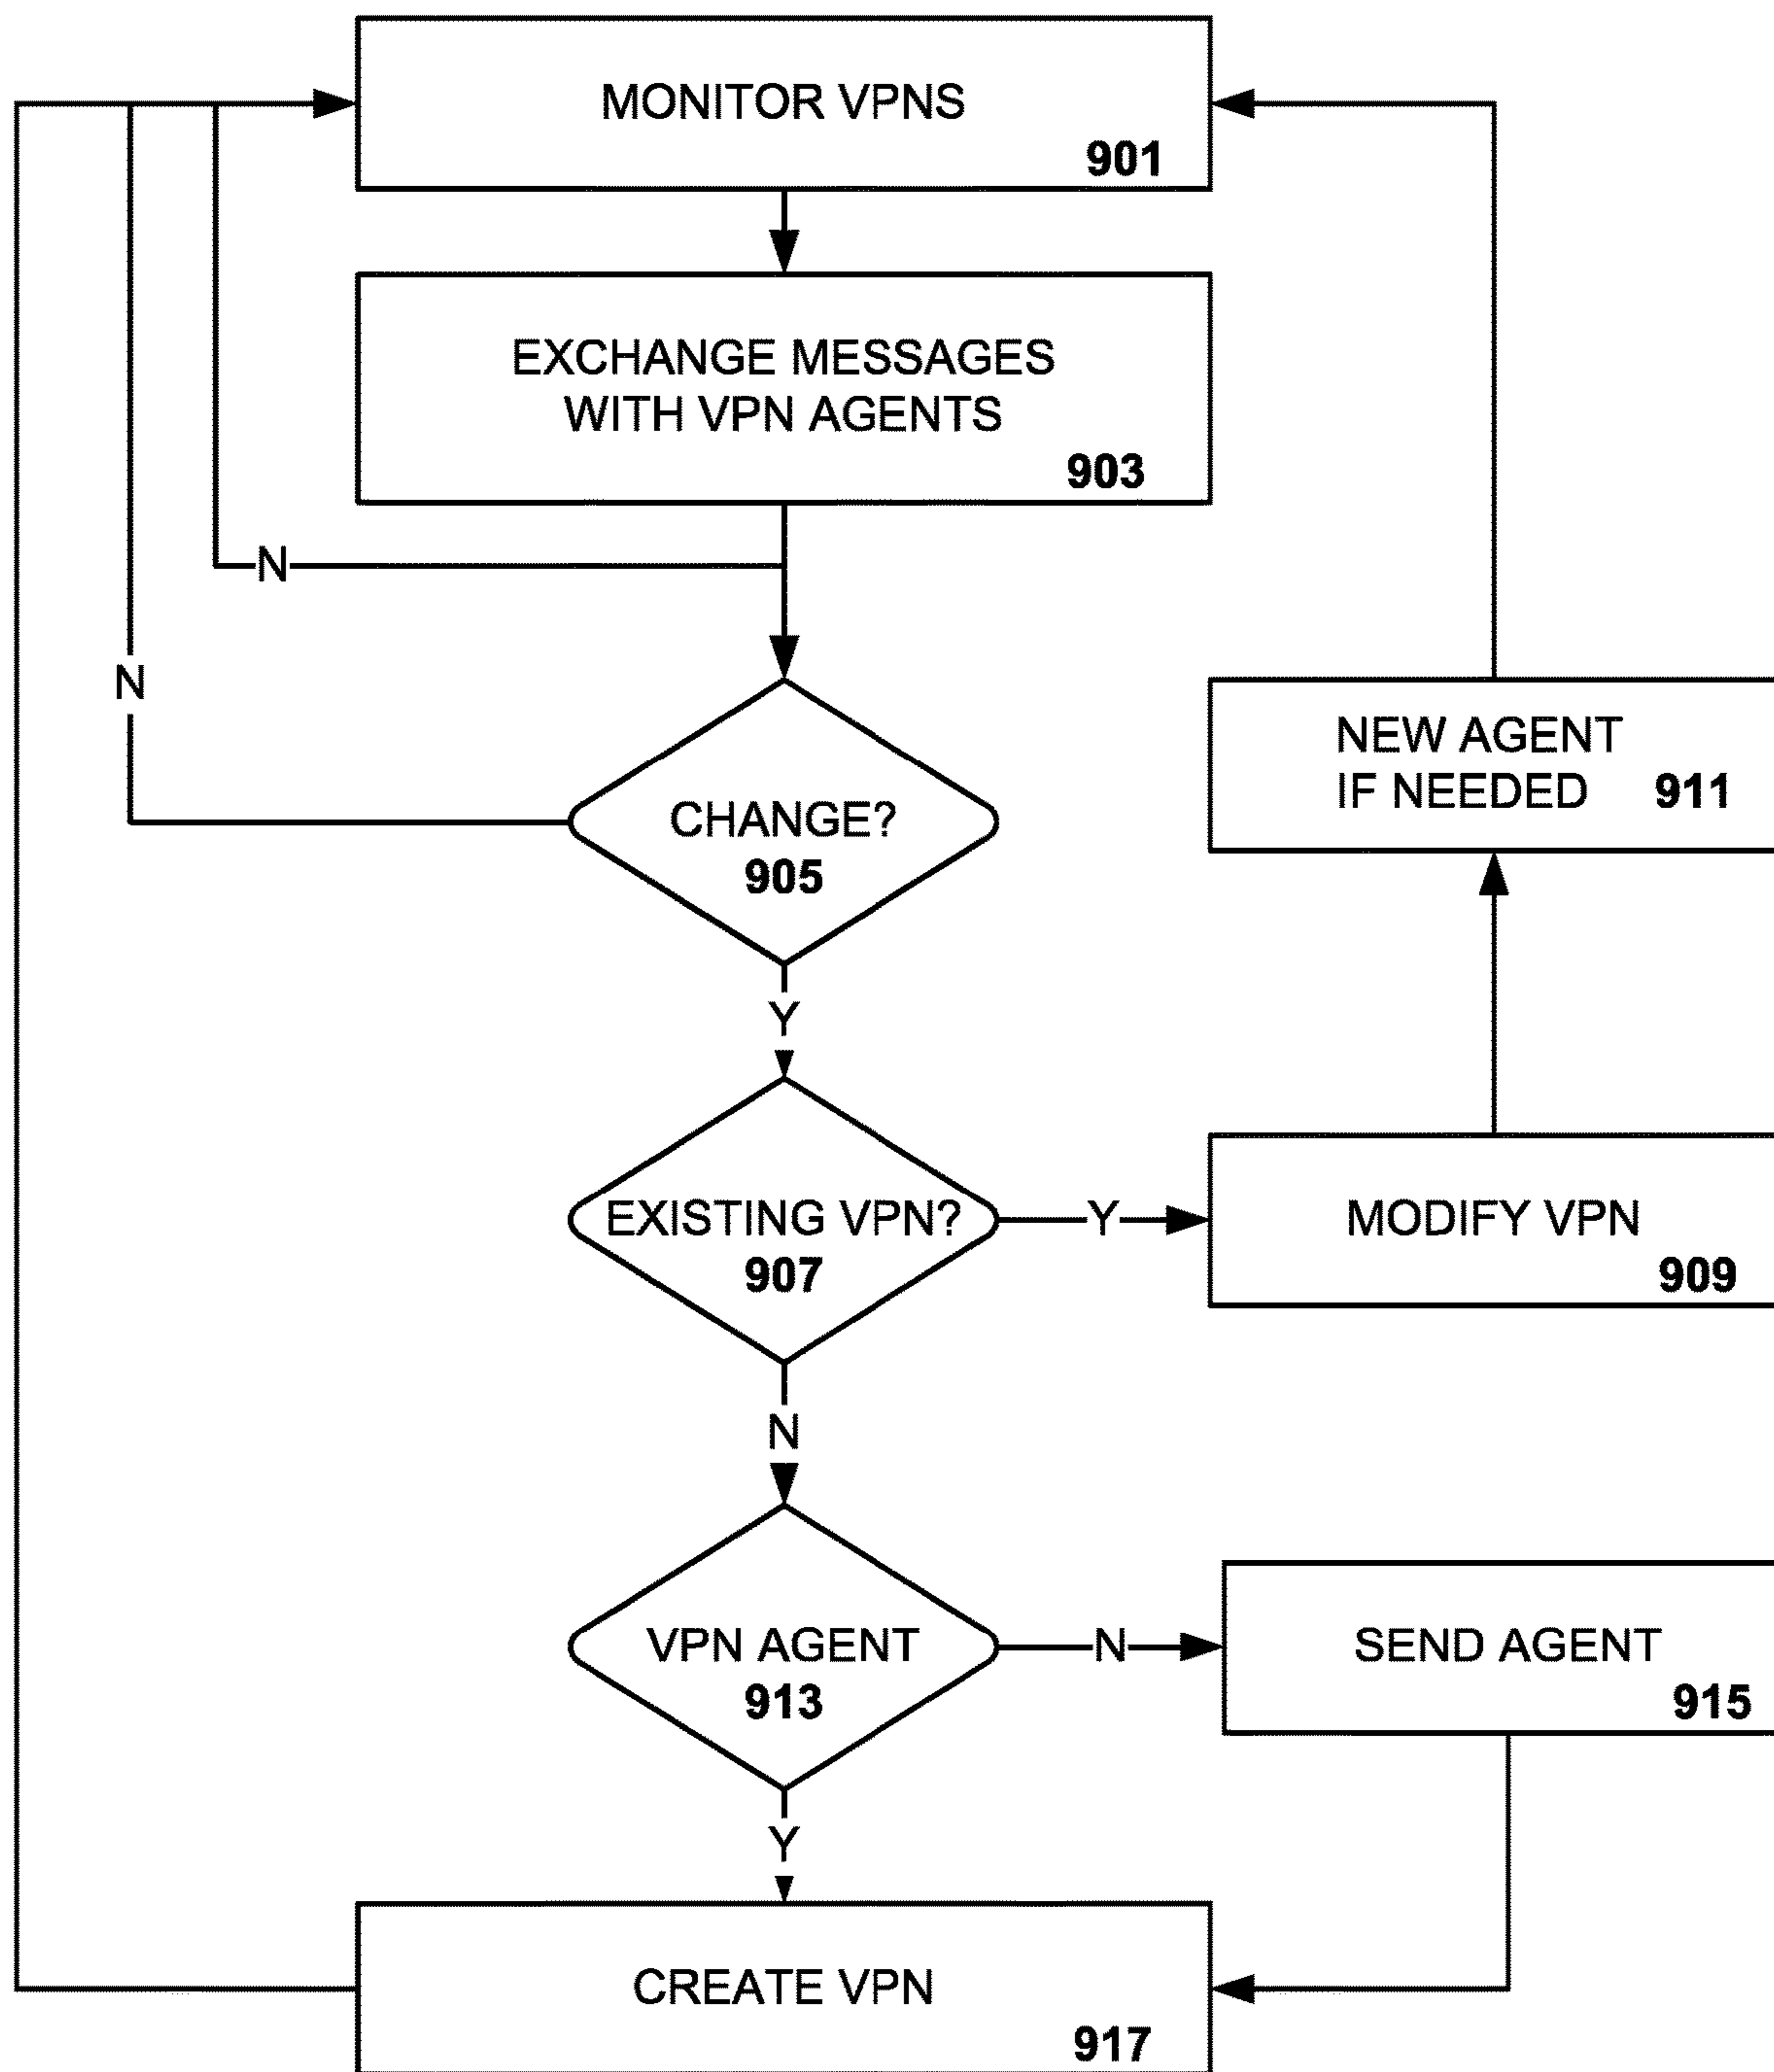 MONITOR VPNS
901
EXCHANGE MESSAGES
WITH VPN AGENTS
903
N
N
CHANGE?
905
NEW AGENT
IF NEEDED 911
Y
EXISTING VPN?
907
Y
MODIFY VPN
909
N
VPN AGENT
913
N
SEND AGENT
915
Y
CREATE VPN
917